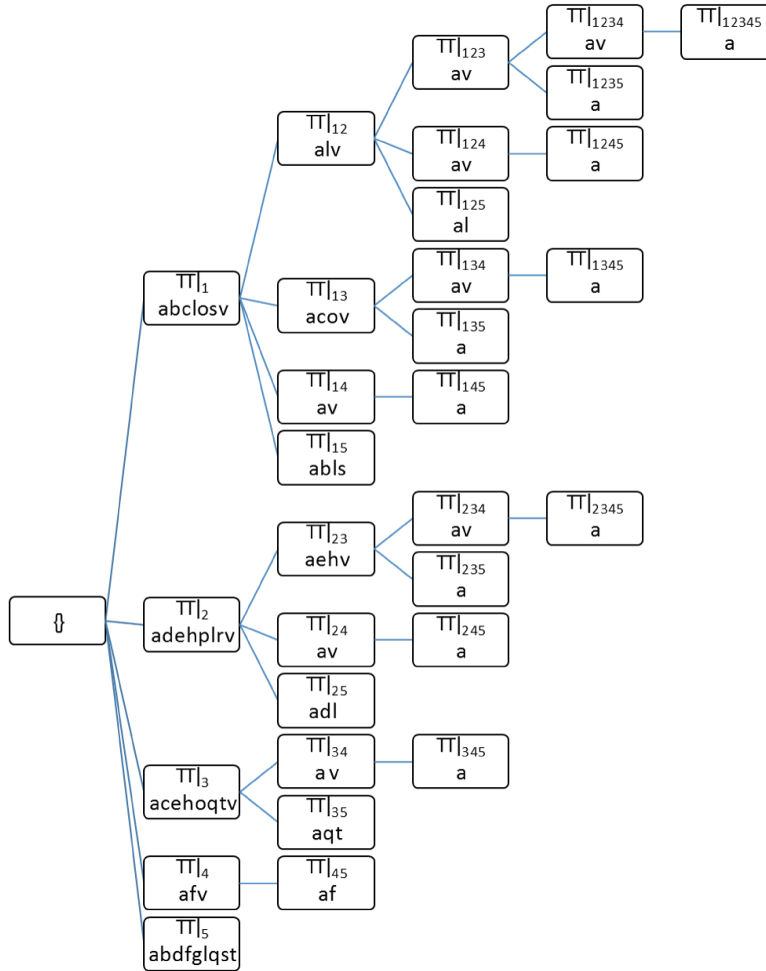 {}
TT|₁
abclosv
TT|₂
adehplrv
TT|₃
acehoqtv
TT|₄
afv
TT|₅
abdfglqst
TT|₁₂
alv
TT|₁₃
acov
TT|₁₄
av
TT|₁₅
abls
TT|₂₃
aehv
TT|₂₄
av
TT|₂₅
adl
TT|₃₄
av
TT|₃₅
aqt
TT|₄₅
af
TT|₁₂₃
av
TT|₁₂₄
av
TT|₁₂₅
al
TT|₁₃₄
av
TT|₁₃₅
a
TT|₁₄₅
a
TT|₂₃₄
av
TT|₂₃₅
a
TT|₂₄₅
a
TT|₃₄₅
a
TT|₁₂₃₄
av
TT|₁₂₃₅
a
TT|₁₂₄₅
a
TT|₁₃₄₅
a
TT|₂₃₄₅
a
TT|₁₂₃₄₅
a